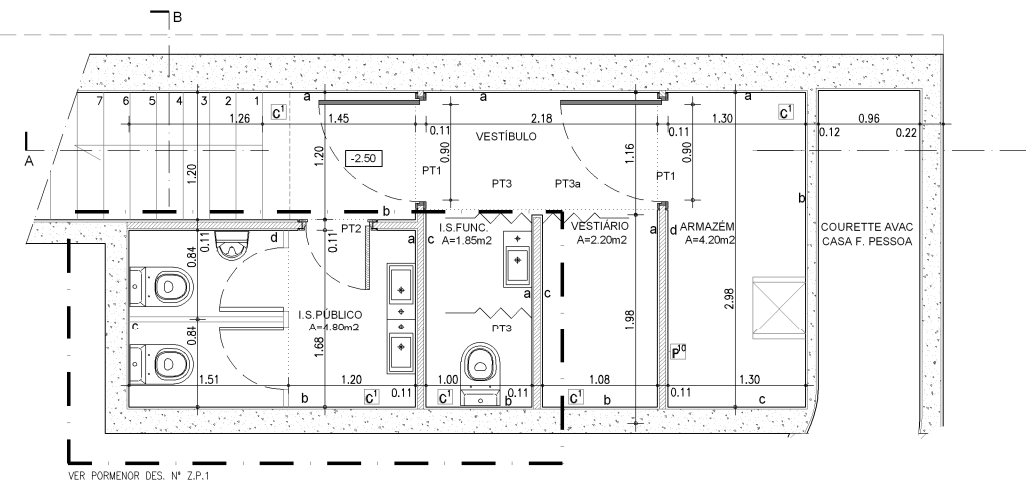 B
7 6 5 4 3 2 1
a
a
a
1.26
C1
1.45
0.11
2.18
0.11
1.30
C1
0.12
0.96
0.22
VESTÍBULO
A
-2.50
1.20
1.20
0.90
1.16
0.90
PT1
PT3
PT3a
PT1
b
b
PT2
I.S.FUNC.
A=1.85m2
VESTIÁRIO
A=2.20m2
ARMAZÉM
A=4.20m2
COURETTE AVAC
CASA F. PESSOA
0.11
d
0.11
a
c
a
d
0.84
a
c
2.98
I.S.PÚBLICO
A=4.80m2
c
0.84
1.68
PT3
1.98
P10
1.51
1.20
1.00
1.08
1.30
b
C1
0.11
C1
b
0.11
C1
b
0.11
c
VER PORMENOR DES. Nº Z.P.1